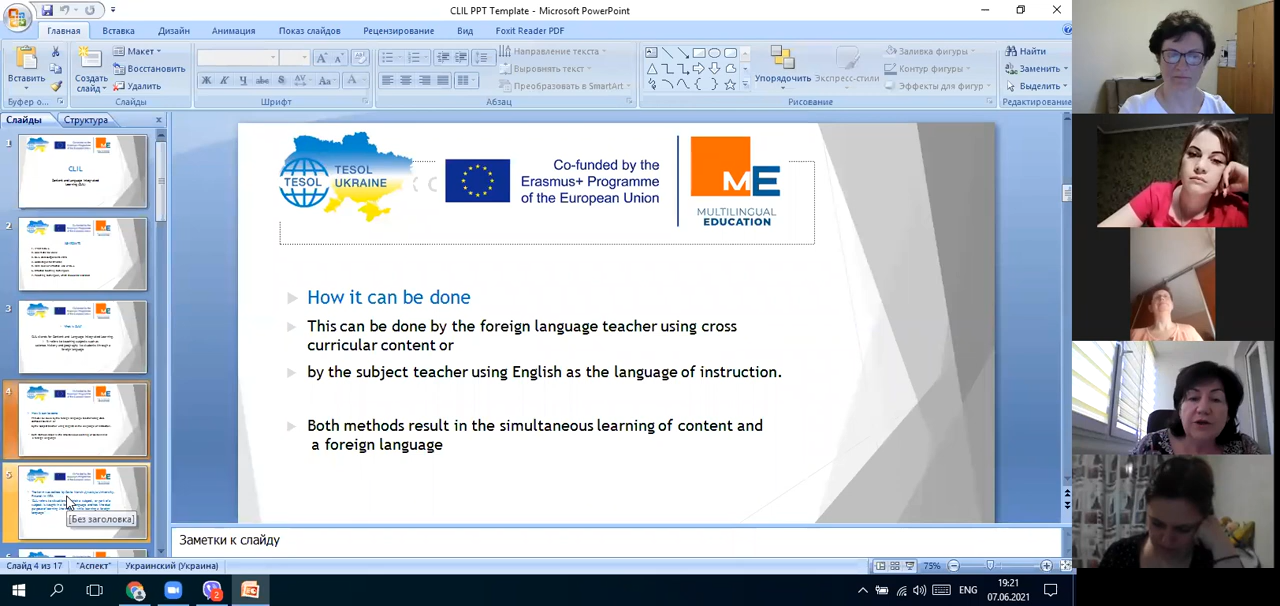 CLIL PPT Template - Microsoft PowerPoint
Главная Вставка Дизайн Анимация Показ слайдов Рецензирование Вид Foxit Reader PDF
Вставить
Буфер о...
Создать слайд
Макет
Восстановить
Удалить
Слайды
Шрифт
Направление текста
Выровнять текст
Преобразовать в SmartArt
Абзац
Упорядочить
Экспресс-стили
Заливка фигуры
Контур фигуры
Эффекты для фигур
Рисование
Найти
Заменить
Выделить
Редактирование
Слайды Структура
1
CLIL
2
3
4
5
[Без заголовка]
TESOL
TESOL
UKRAINE
Co-funded by the
Erasmus+ Programme
of the European Union
ME
MULTILINGUAL
EDUCATION
How it can be done
This can be done by the foreign language teacher using cross
curricular content or
by the subject teacher using English as the language of instruction.
Both methods result in the simultaneous learning of content and
a foreign language
Заметки к слайду
Слайд 4 из 17 "Аспект" Украинский (Украина) 75%
ENG
19:21
07.06.2021